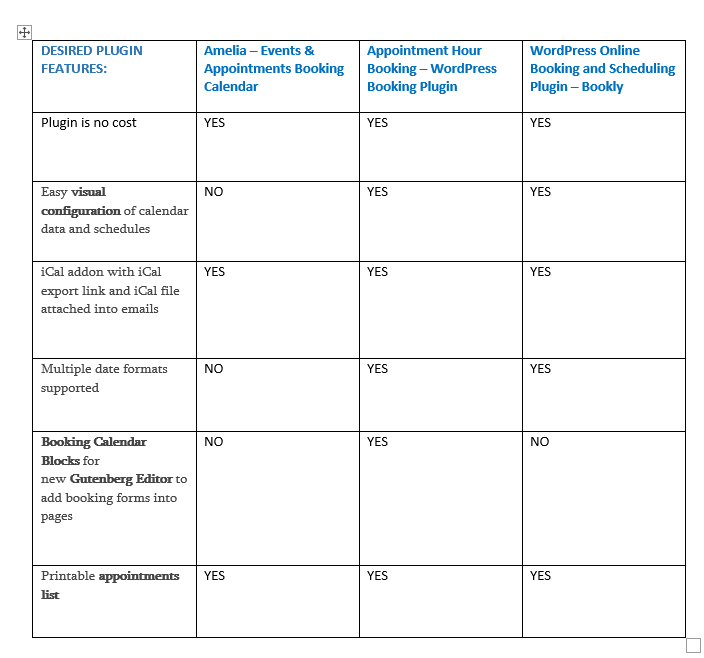 DESIRED PLUGIN
FEATURES:
Amelia – Events &
Appointments Booking
Calendar
Appointment Hour
Booking – WordPress
Booking Plugin
WordPress Online
Booking and Scheduling
Plugin – Bookly
Plugin is no cost
YES
YES
YES
Easy visual
configuration of calendar
data and schedules
NO
YES
YES
iCal addon with iCal
export link and iCal file
attached into emails
YES
YES
YES
Multiple date formats
supported
NO
YES
YES
Booking Calendar
Blocks for
new Gutenberg Editor to
add booking forms into
pages
NO
YES
NO
Printable appointments
list
YES
YES
YES